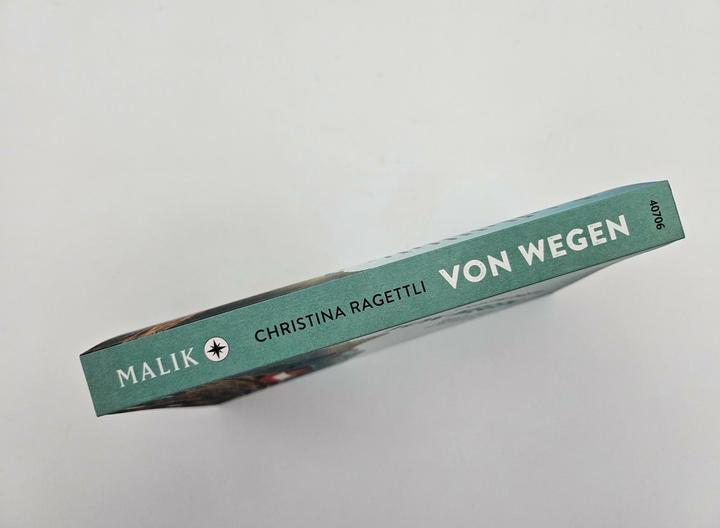 MALIK
CHRISTINA RAGETTLI
VON WEGEN
40706